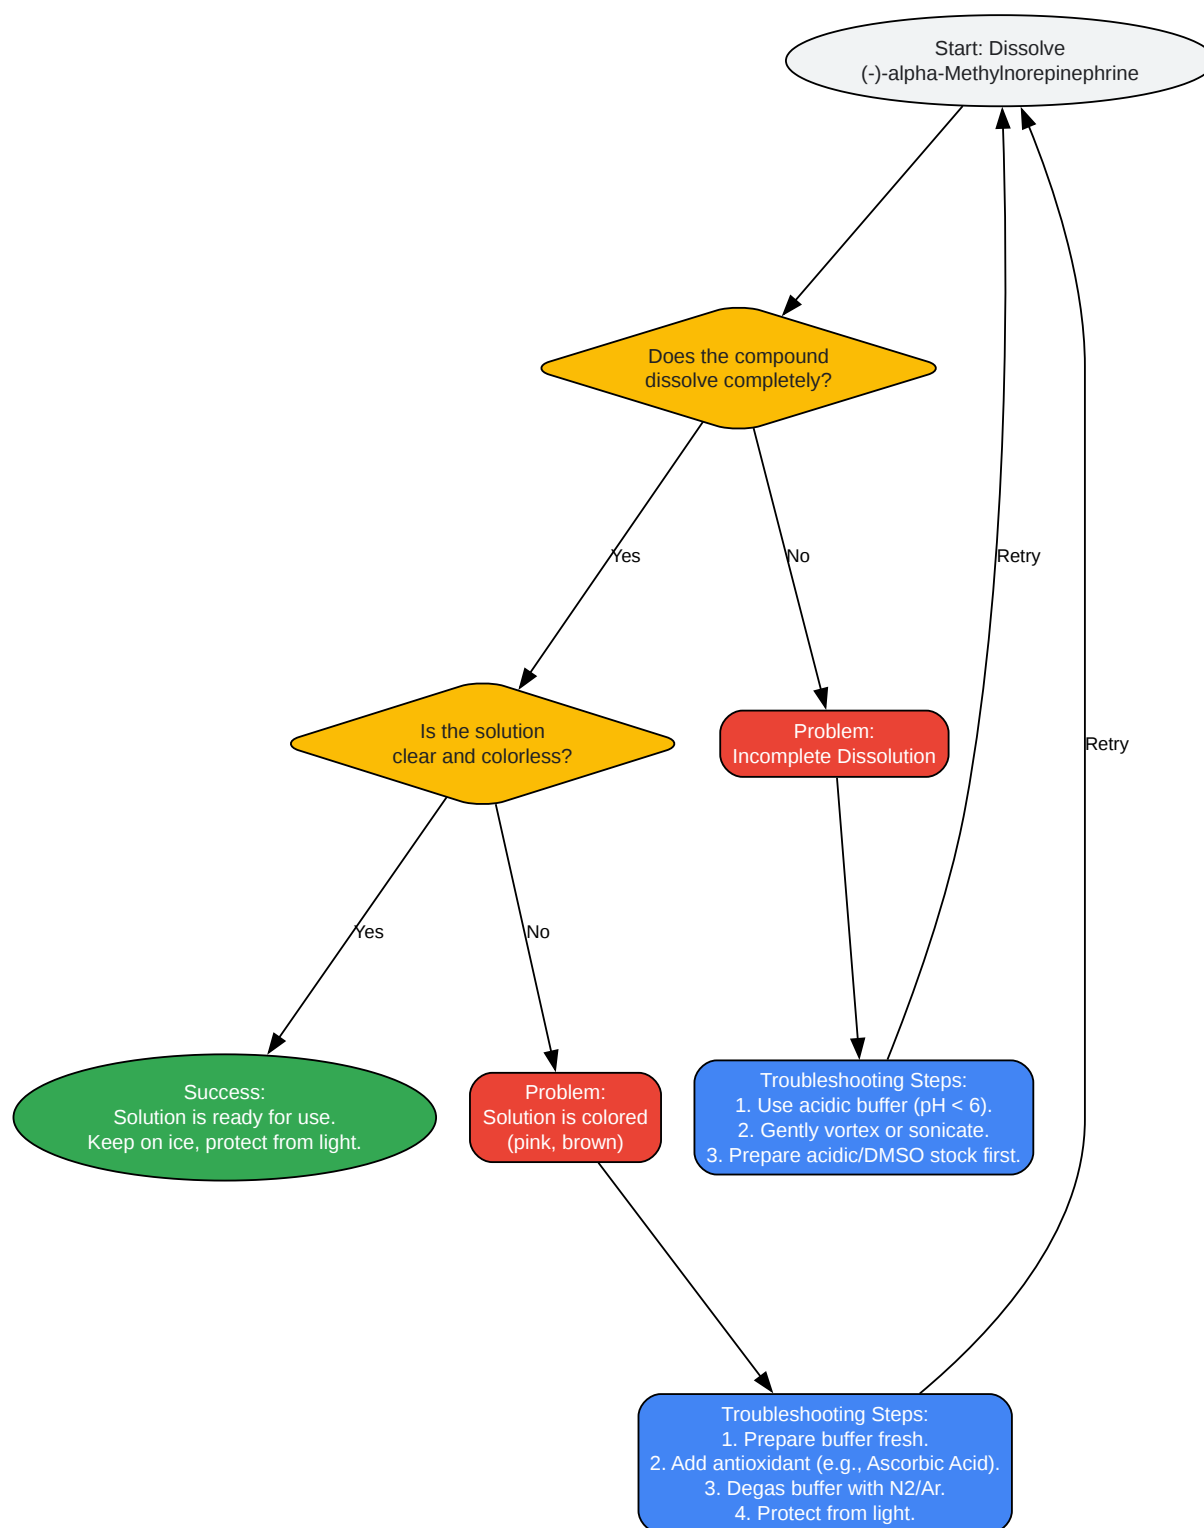 Start: Dissolve
(-)-alpha-Methylnorepinephrine
Does the compound
dissolve completely?
Yes
No
Retry
Is the solution
clear and colorless?
Problem:
Incomplete Dissolution
Retry
Yes
No
Success:
Solution is ready for use.
Keep on ice, protect from light.
Problem:
Solution is colored
(pink, brown)
Troubleshooting Steps:
1. Use acidic buffer (pH < 6).
2. Gently vortex or sonicate.
3. Prepare acidic/DMSO stock first.
Troubleshooting Steps:
1. Prepare buffer fresh.
2. Add antioxidant (e.g., Ascorbic Acid).
3. Degas buffer with N2/Ar.
4. Protect from light.